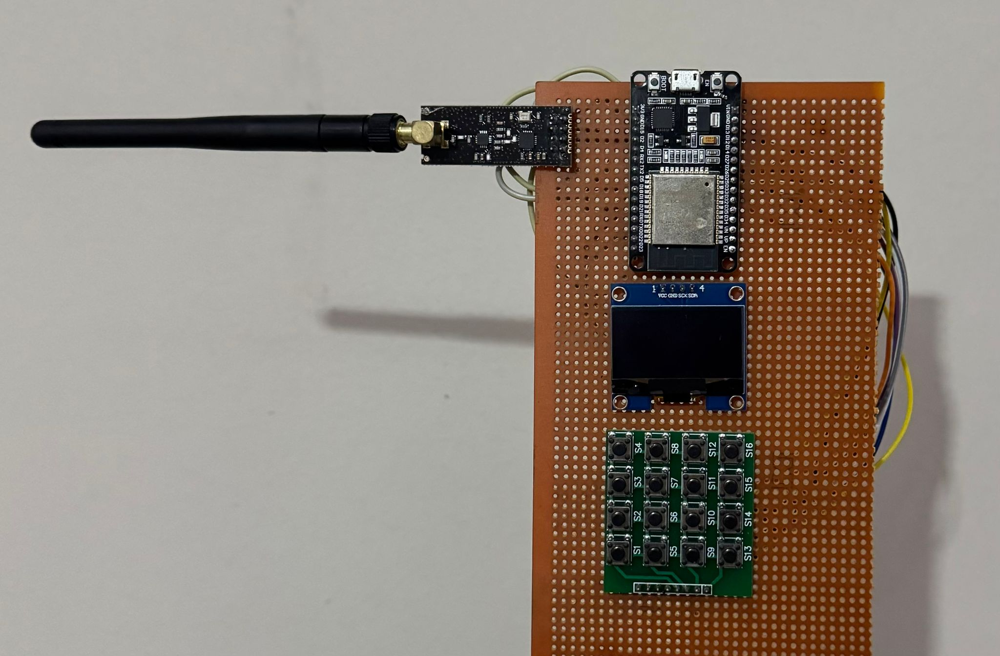 BOOT
EN
3V3 GND D15 D2 D4 RX2 TX2 D5 D18 D19 D21 RX0 TX0 D22 D23
VIN GND D13 D12 D14 D27 D26 D25 D33 D32 D35 D34 VN VP EN
1 4
VCC GND SCK SDA
1 44
S4 S8 S12 S16
S3 S7 S11 S15
S2 S6 S10 S14
S1 S5 S9 S13